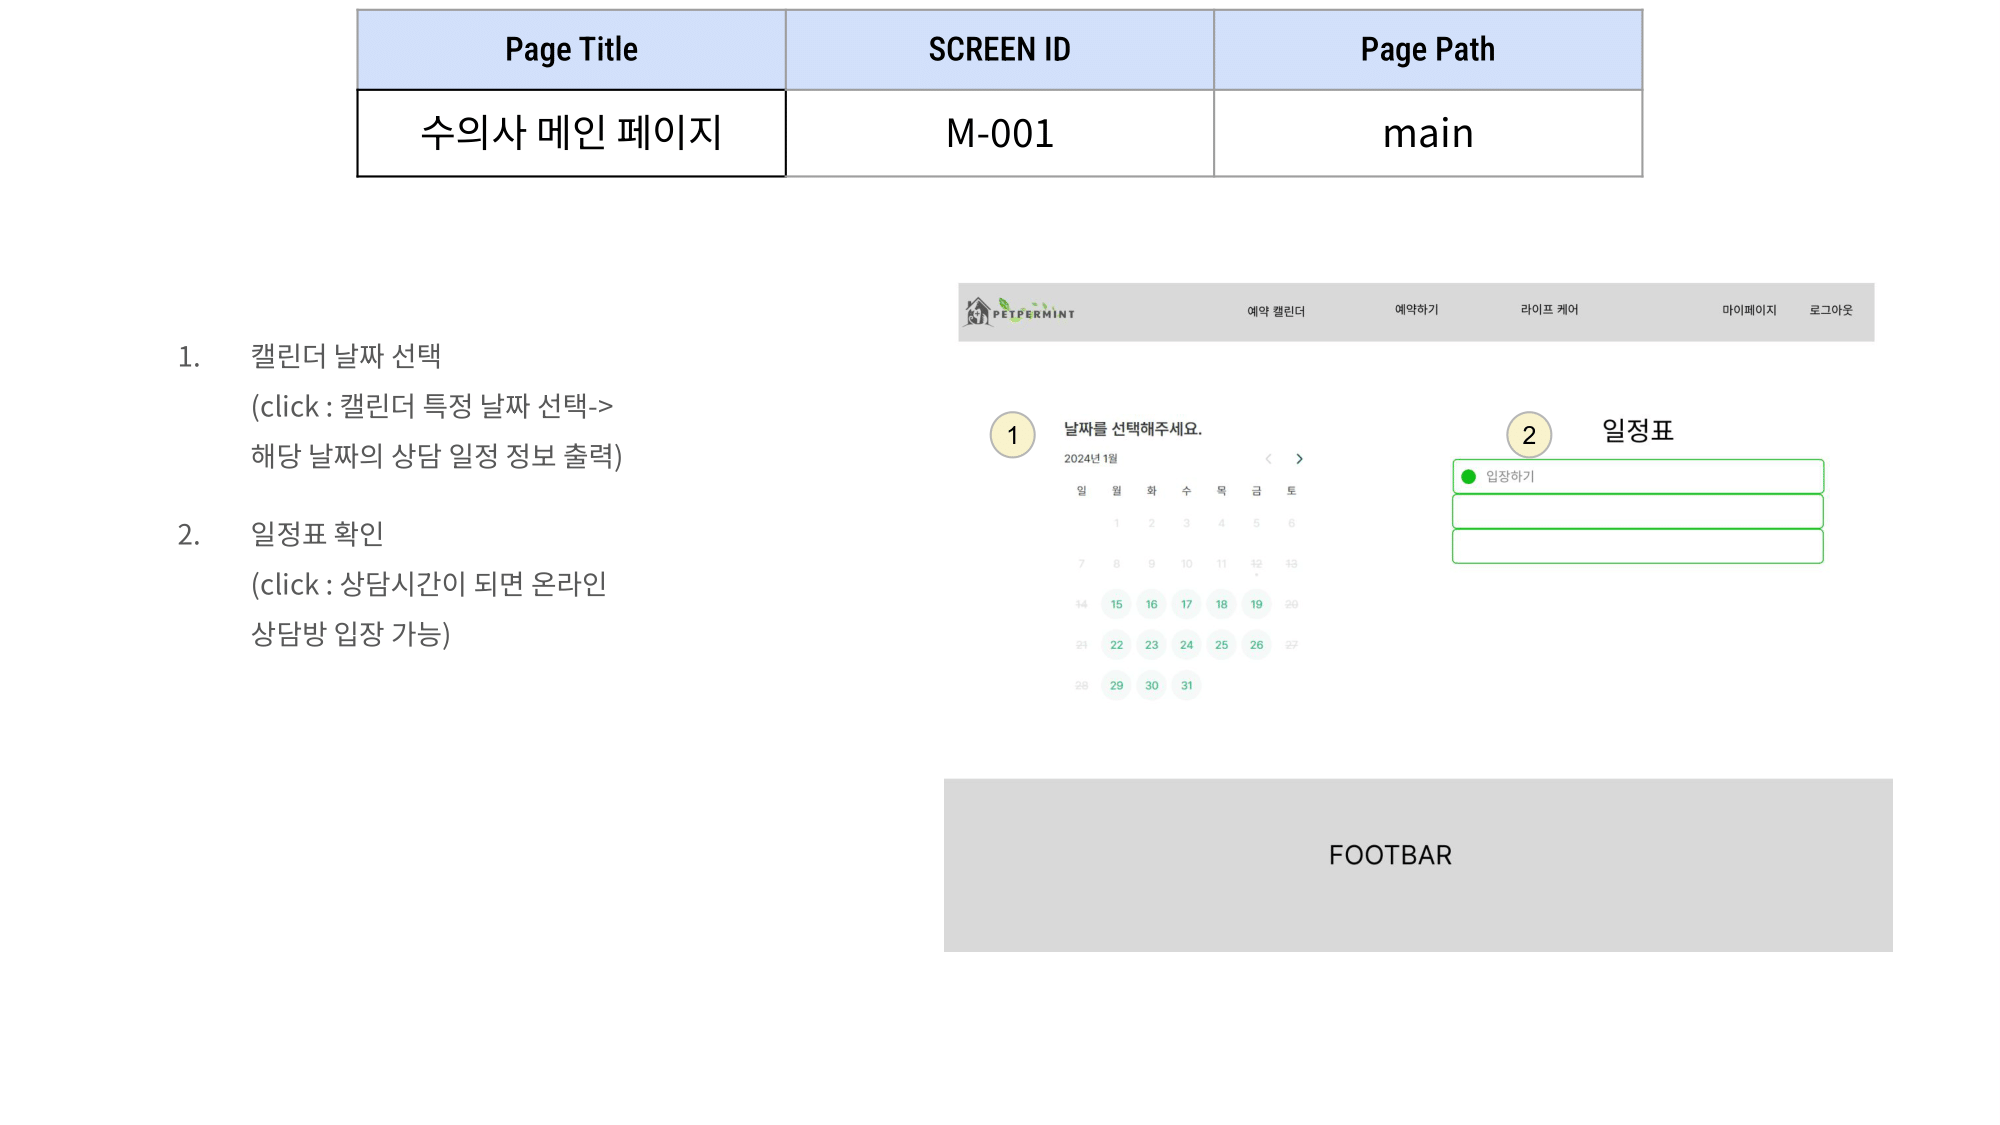 Page Title SCREEN ID Page Path
수의사 메인 페이지 M-001 main
1. 캘린더 날짜 선택
(click : 캘린더 특정 날짜 선택->
해당 날짜의 상담 일정 정보 출력)
2. 일정표 확인
(click : 상담시간이 되면 온라인
상담방 입장 가능)
PETPERMINT 예약 캘린더 예약하기 라이프 케어 마이페이지 로그아웃
1 날짜를 선택해주세요.
2024년 1월 < >
일 월 화 수 목 금 토
1 2 3 4 5 6
7 8 9 10 11 12 13
14 15 16 17 18 19 20
21 22 23 24 25 26 27
28 29 30 31
2 일정표
입장하기
FOOTBAR